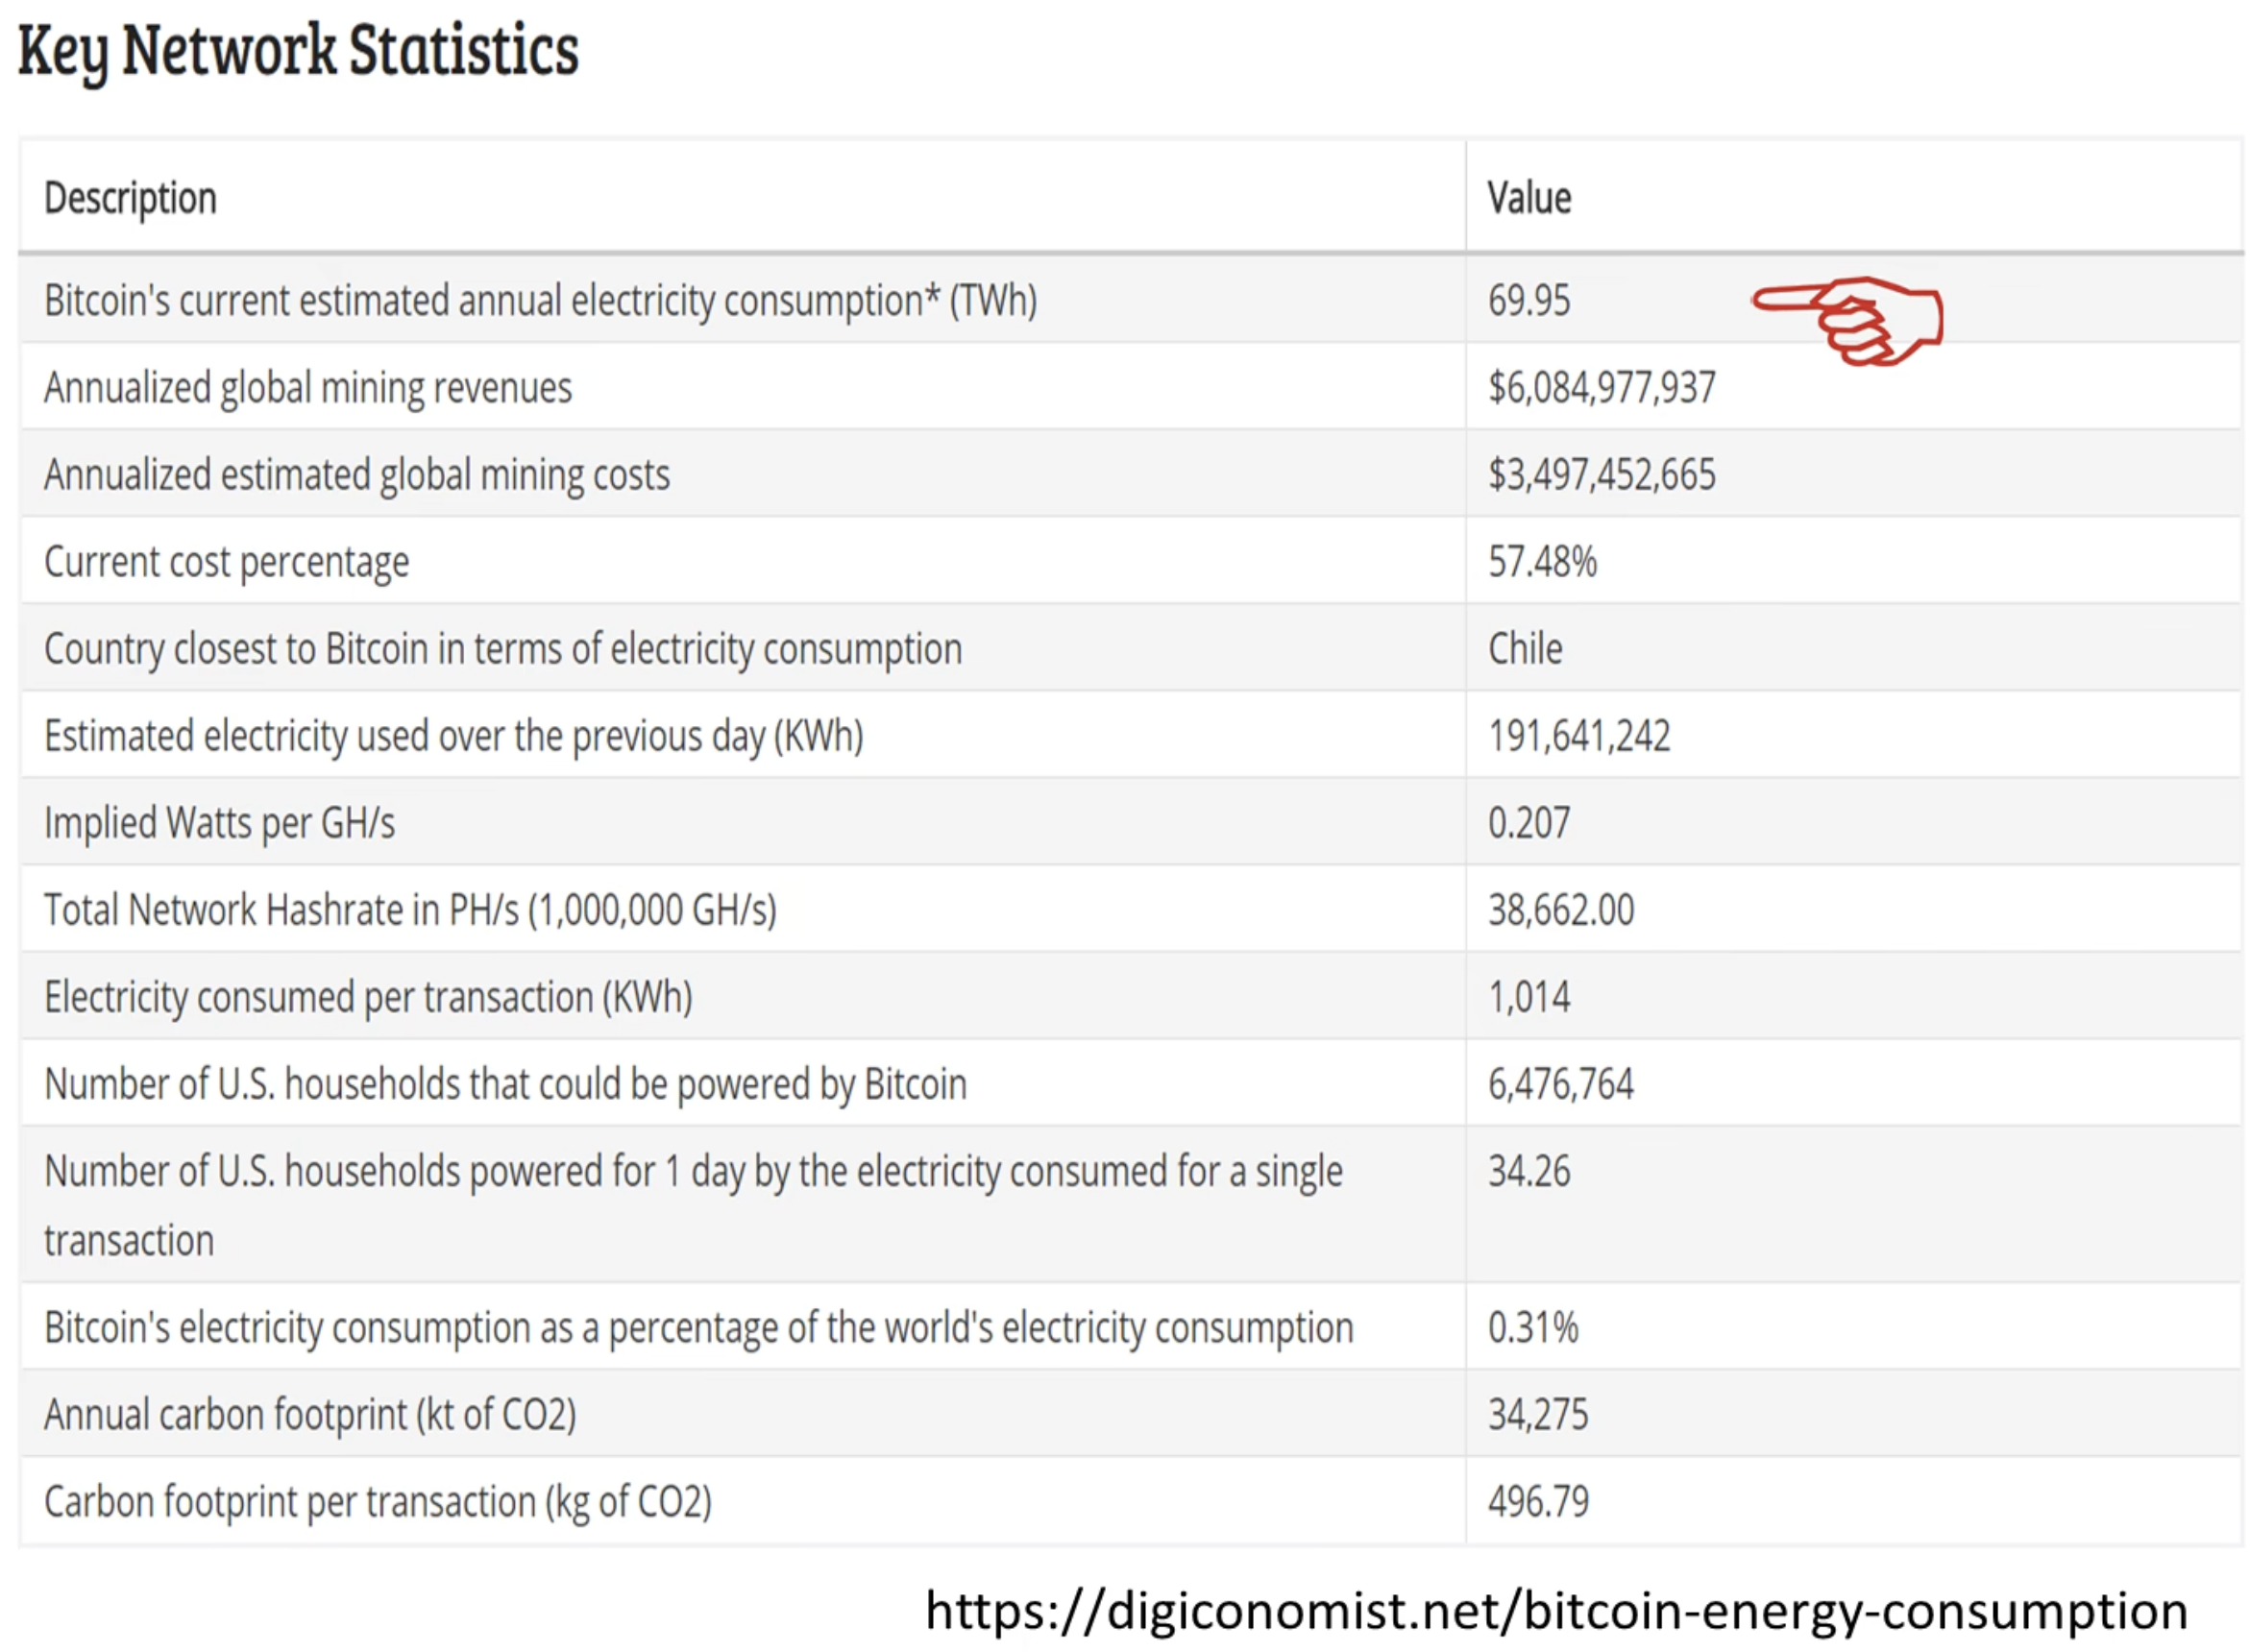 Key Network Statistics
Description Value
Bitcoin's current estimated annual electricity consumption* (TWh) 69.95
Annualized global mining revenues $6,084,977,937
Annualized estimated global mining costs $3,497,452,665
Current cost percentage 57.48%
Country closest to Bitcoin in terms of electricity consumption Chile
Estimated electricity used over the previous day (KWh) 191,641,242
Implied Watts per GH/s 0.207
Total Network Hashrate in PH/s (1,000,000 GH/s) 38,662.00
Electricity consumed per transaction (KWh) 1,014
Number of U.S. households that could be powered by Bitcoin 6,476,764
Number of U.S. households powered for 1 day by the electricity consumed for a single 34.26
transaction
Bitcoin's electricity consumption as a percentage of the world's electricity consumption 0.31%
Annual carbon footprint (kt of CO2) 34,275
Carbon footprint per transaction (kg of CO2) 496.79
https://digiconomist.net/bitcoin-energy-consumption